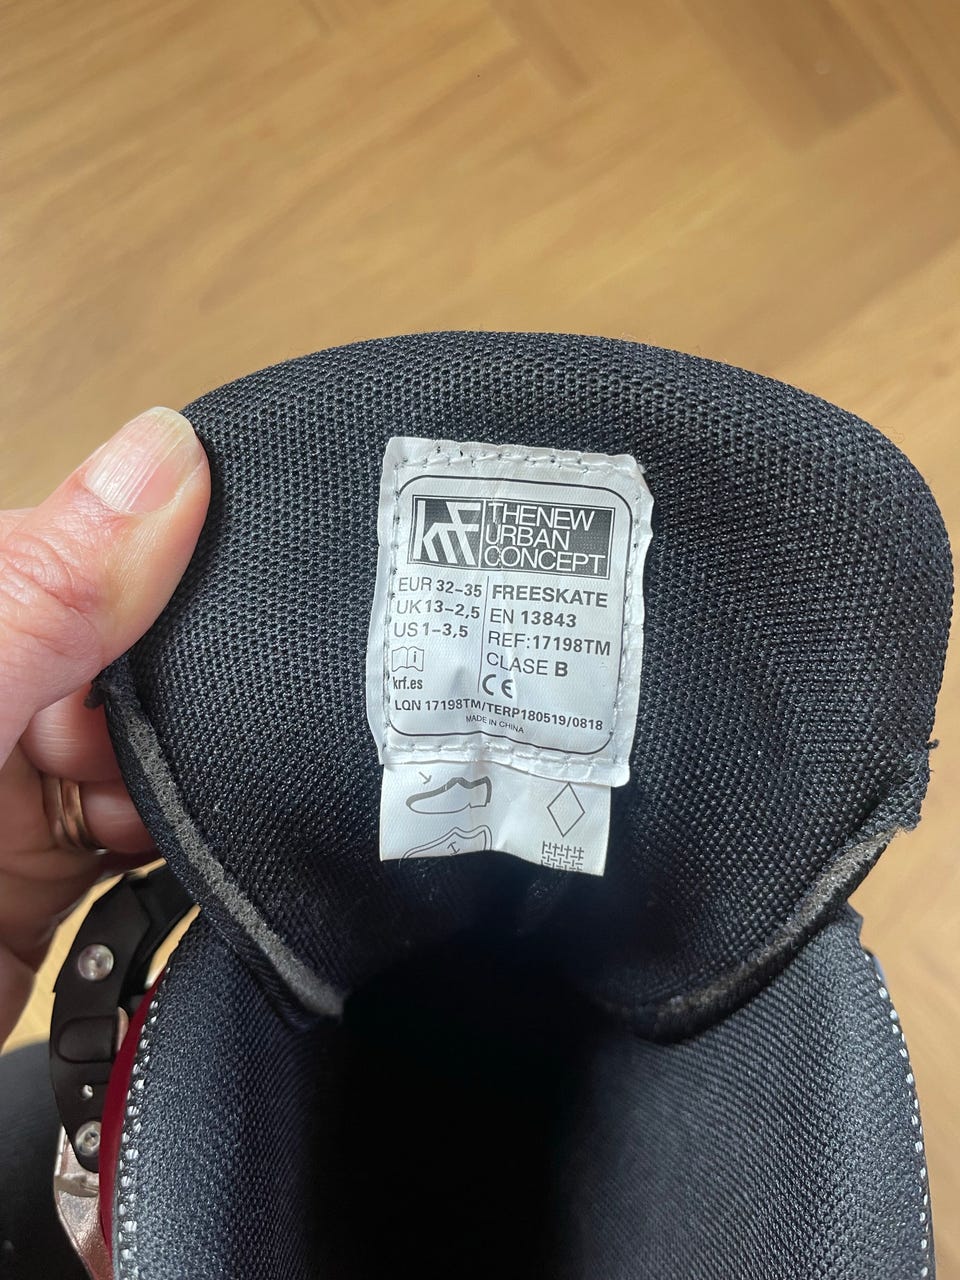 krf THENEW
URBAN
CONCEPT
EUR 32-35
UK 13-2,5
US 1-3,5
krf.es
FREESKATE
EN 13843
REF:17198TM
CLASE B
CE
LQN 17198TM/TERP180519/0818
MADE IN CHINA